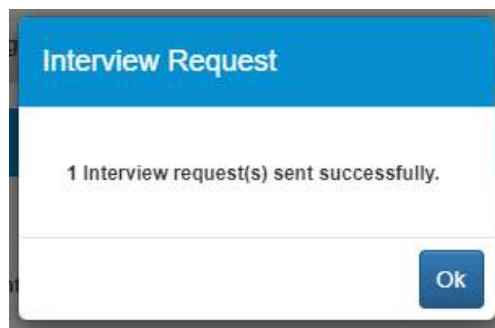 Interview Request
1 Interview request(s) sent successfully.
Ok